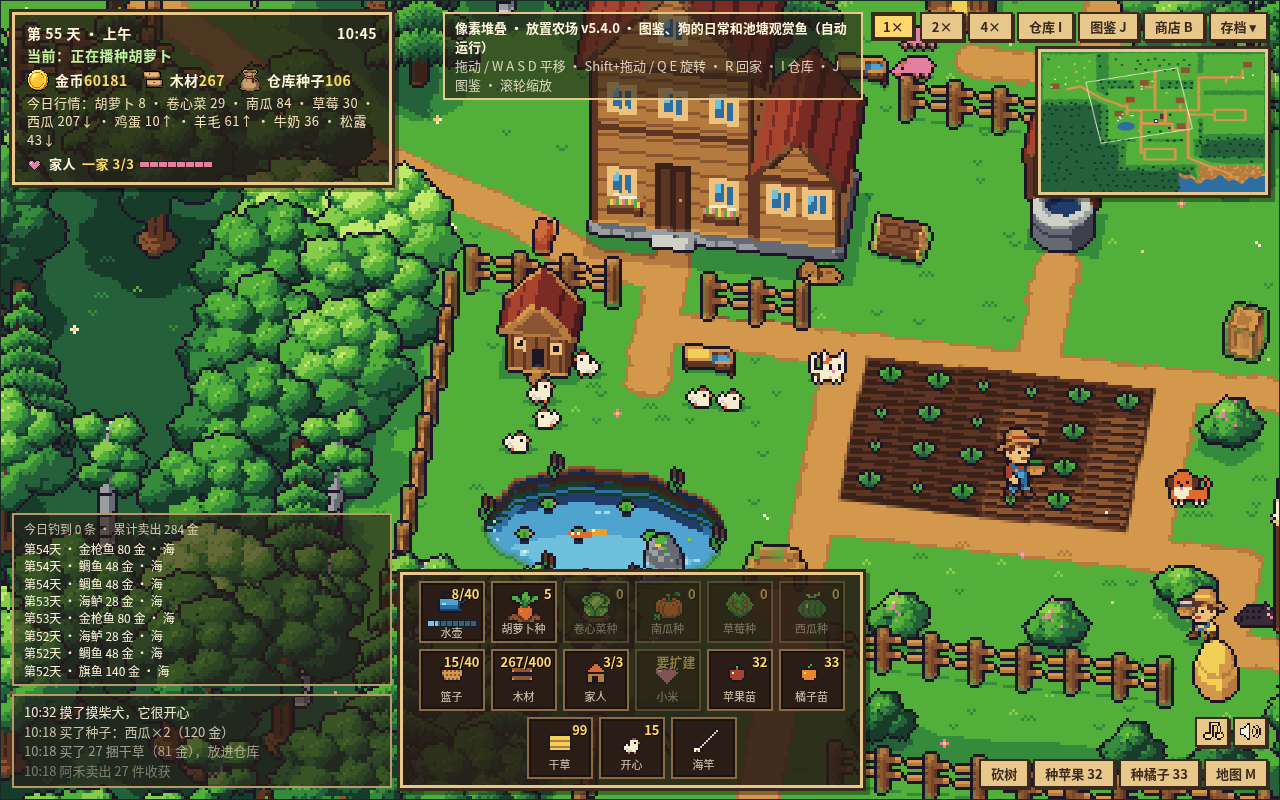 第 55 天 · 上午 10:45
当前：正在播种胡萝卜
金币60181 木材267 仓库种子106
今日行情：胡萝卜 8 · 卷心菜 29 · 南瓜 84 · 草莓 30 ·
西瓜 207↓ · 鸡蛋 10↑ · 羊毛 61↑ · 牛奶 36 · 松露
43↓
家人 一家 3/3
像素堆叠 · 放置农场 v5.4.0 · 图鉴、狗的日常和池塘观赏鱼（自动
运行）
拖动 / W A S D 平移 · Shift+拖动 / Q E 旋转 · R 回家 · I 仓库 · J
图鉴 · 滚轮缩放
1× 2× 4× 仓库 I 图鉴 J 商店 B 存档▾
今日钓到 0 条 · 累计卖出 284 金
第54天 · 金枪鱼 80 金 · 海
第54天 · 鲷鱼 48 金 · 海
第54天 · 鲷鱼 48 金 · 海
第53天 · 海鲈 28 金 · 海
第53天 · 金枪鱼 80 金 · 海
第52天 · 海鲈 28 金 · 海
第52天 · 鲷鱼 48 金 · 海
第52天 · 旗鱼 140 金 · 海
10:32 摸了摸柴犬，它很开心
10:18 买了种子：西瓜×2（120 金）
10:18 买了 27 捆干草（81 金），放进仓库
10:18 阿禾卖出 27 件收获
8/40 5 0 0 0 0
水壶 胡萝卜种 卷心菜种 南瓜种 草莓种 西瓜种
15/40 267/400 3/3 要扩建 32 33
篮子 木材 家人 小米 苹果苗 橘子苗
99 15
干草 开心 海竿
砍树 种苹果 32 种橘子 33 地图 M